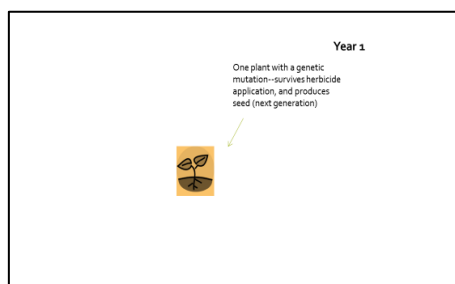 Year 1
One plant with a genetic
mutation--survives herbicide
application, and produces
seed (next generation)